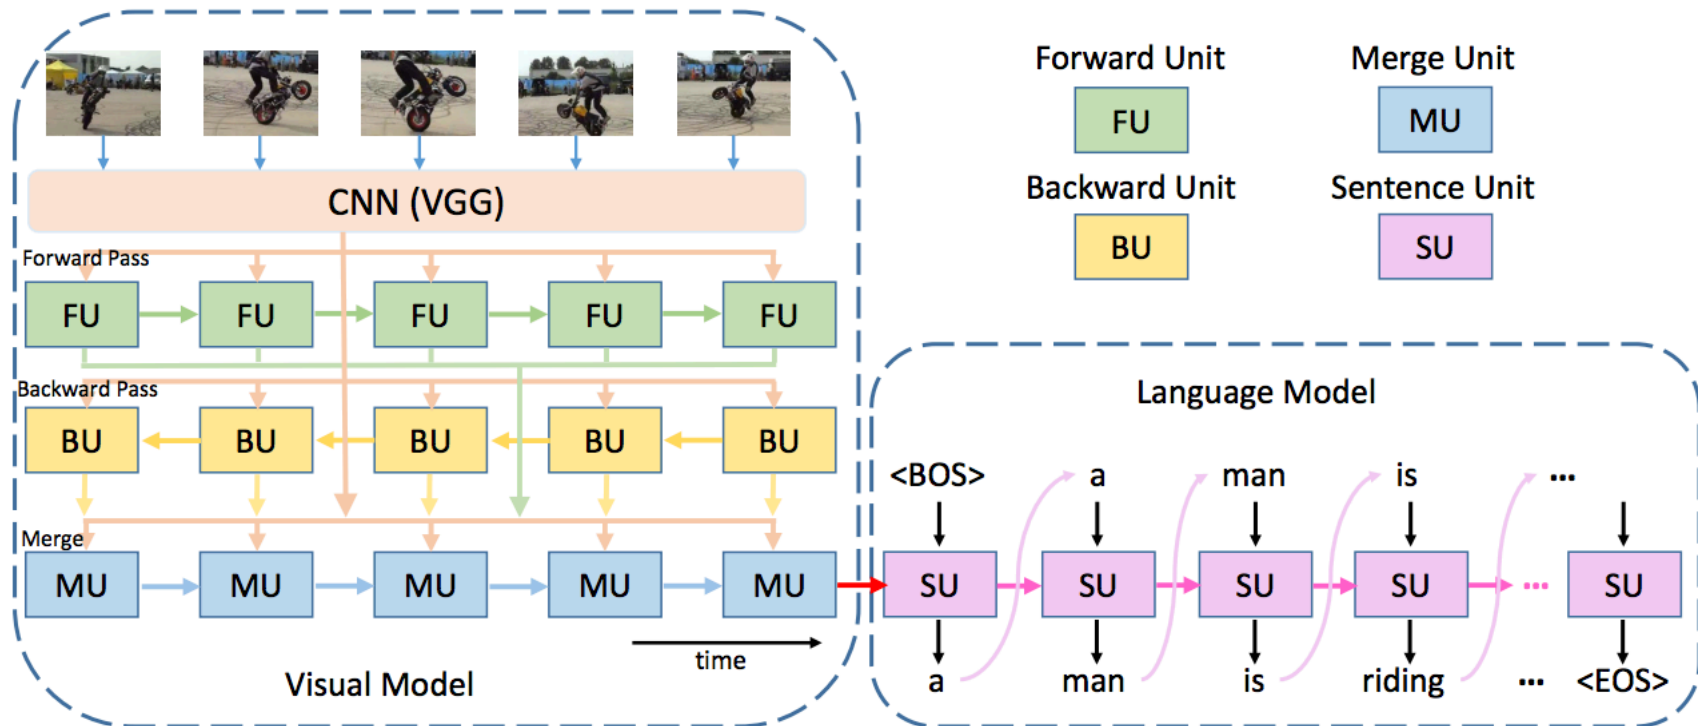 Forward Unit
Merge Unit
FU
MU
Backward Unit
Sentence Unit
BU
SU
CNN (VGG)
Forward Pass
FU FU FU FU FU
Backward Pass
BU BU BU BU BU
Merge
MU MU MU MU MU
time
Visual Model
Language Model
<BOS> a man is ...
SU SU SU SU ... SU
a man is riding ... <EOS>